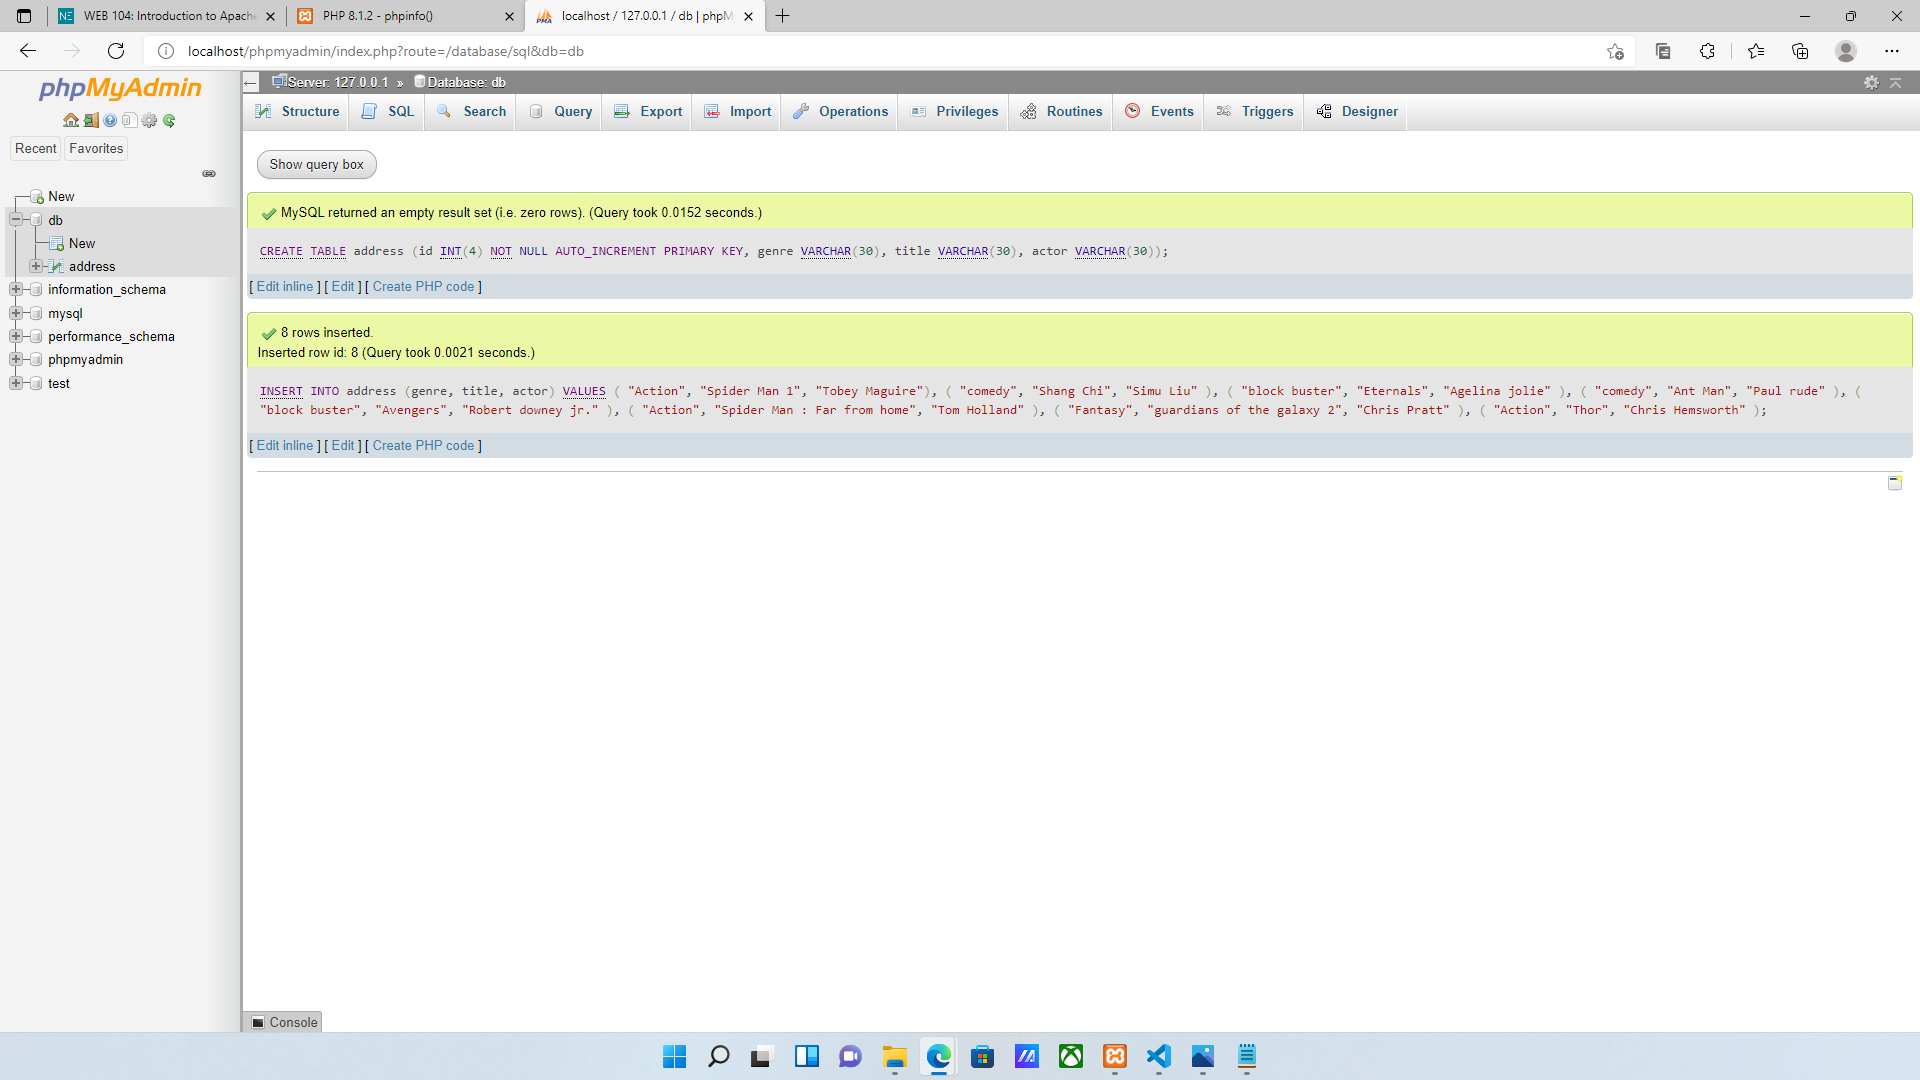 WEB 104: Introduction to Apache
PHP 8.1.2 - phpinfo()
localhost / 127.0.0.1 / db | phpM
localhost/phpmyadmin/index.php?route=/database/sql&db=db
phpMyAdmin
Server: 127.0.0.1 » Database: db
Structure SQL Search Query Export Import Operations Privileges Routines Events Triggers Designer
Recent Favorites
New
db
New
address
information_schema
mysql
performance_schema
phpmyadmin
test
Show query box
MySQL returned an empty result set (i.e. zero rows). (Query took 0.0152 seconds.)
CREATE TABLE address (id INT(4) NOT NULL AUTO_INCREMENT PRIMARY KEY, genre VARCHAR(30), title VARCHAR(30), actor VARCHAR(30));
[ Edit inline ] [ Edit ] [ Create PHP code ]
8 rows inserted.
Inserted row id: 8 (Query took 0.0021 seconds.)
INSERT INTO address (genre, title, actor) VALUES ( "Action", "Spider Man 1", "Tobey Maguire"), ( "comedy", "Shang Chi", "Simu Liu" ), ( "block buster", "Eternals", "Agelina jolie" ), ( "comedy", "Ant Man", "Paul rude" ), (
"block buster", "Avengers", "Robert downey jr." ), ( "Action", "Spider Man : Far from home", "Tom Holland" ), ( "Fantasy", "guardians of the galaxy 2", "Chris Pratt" ), ( "Action", "Thor", "Chris Hemsworth" );
[ Edit inline ] [ Edit ] [ Create PHP code ]
Console